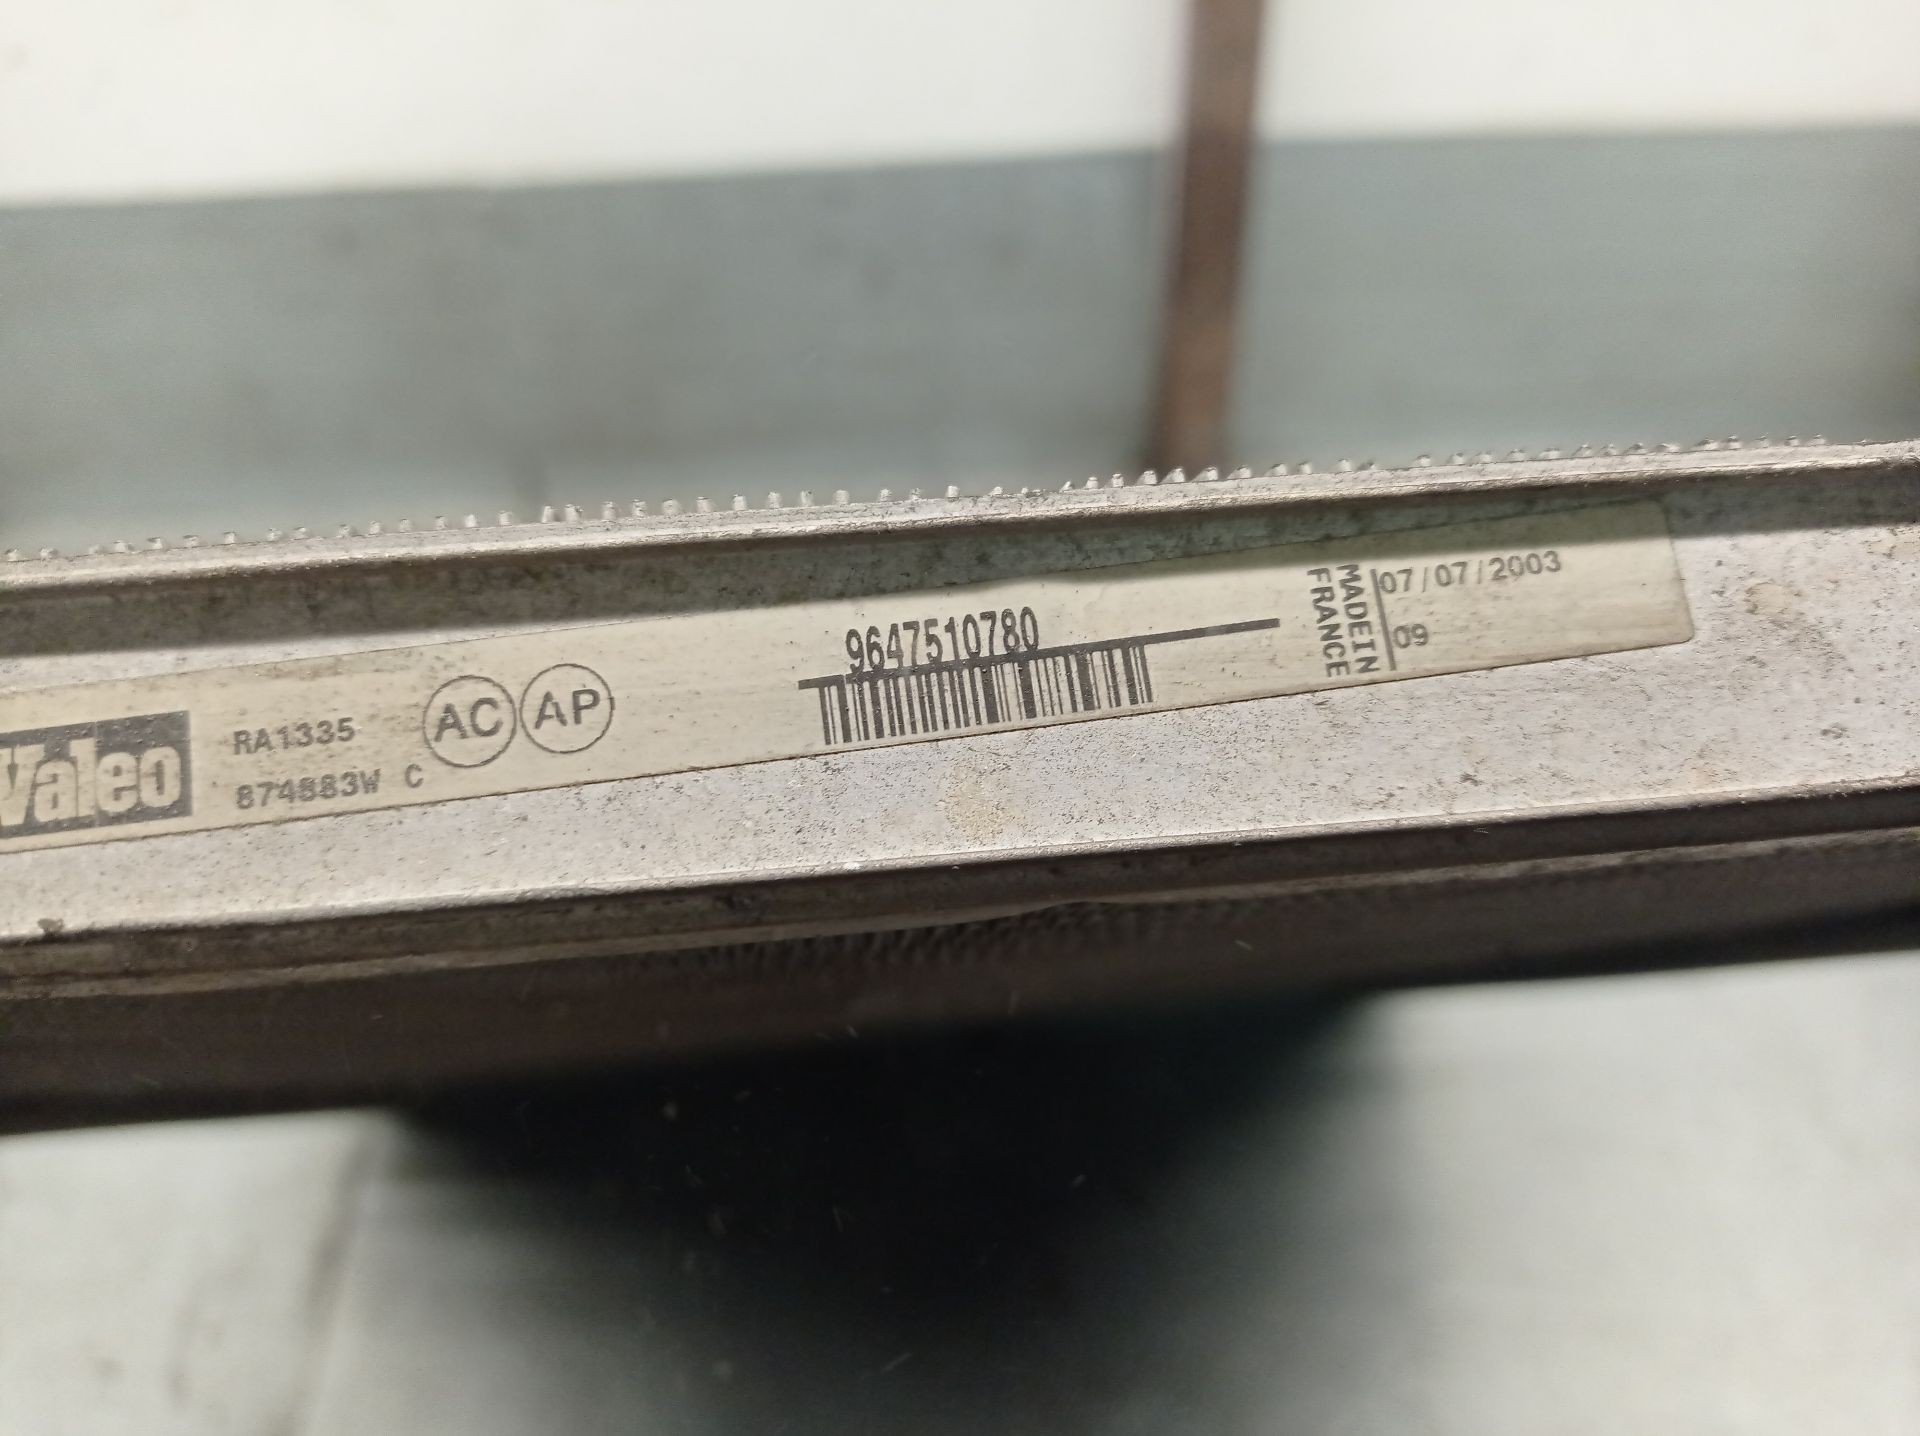 Valeo
RA1335
874883W C
AC AP
9647510780
MADE IN
FRANCE
07/07/2003
09